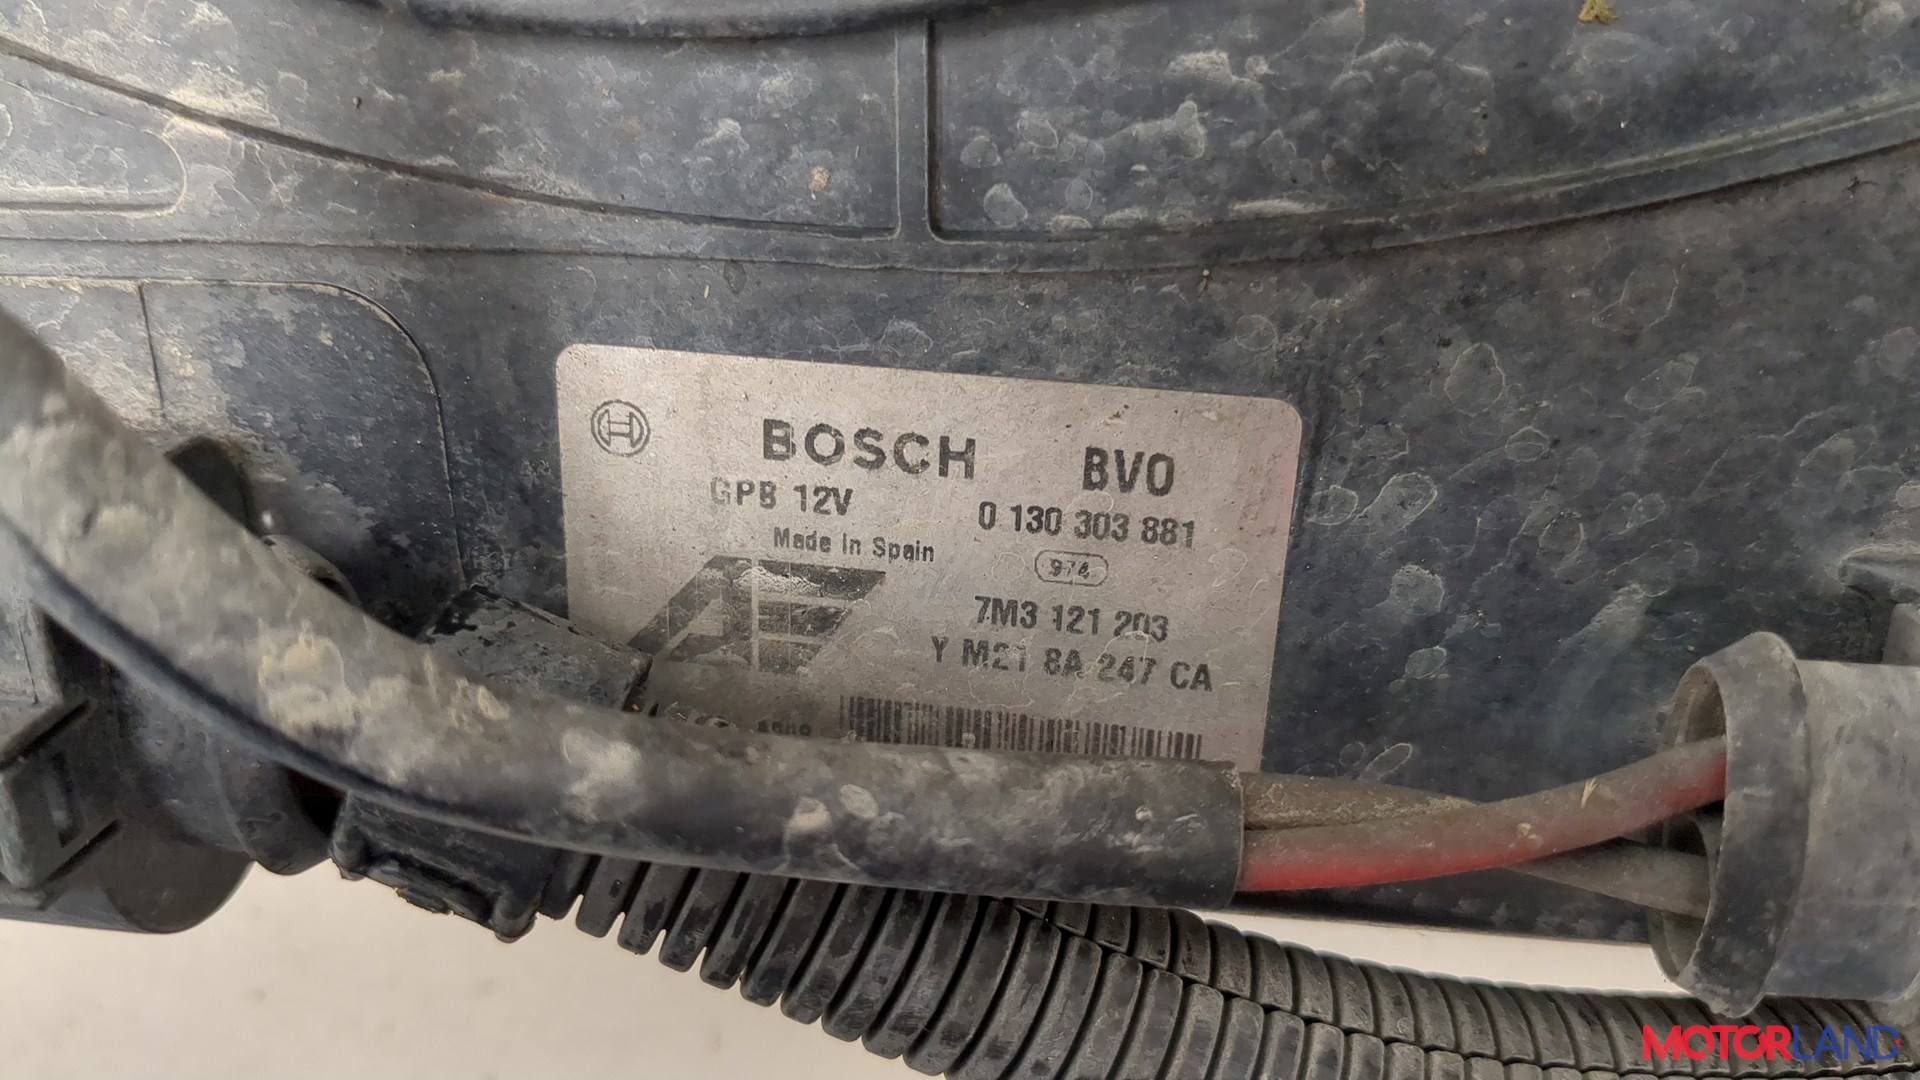 BOSCH BVO
GPB 12V 0 130 303 881
Made in Spain
974
7M3 121 203
YM21 8A 247 CA
MOTORLAND